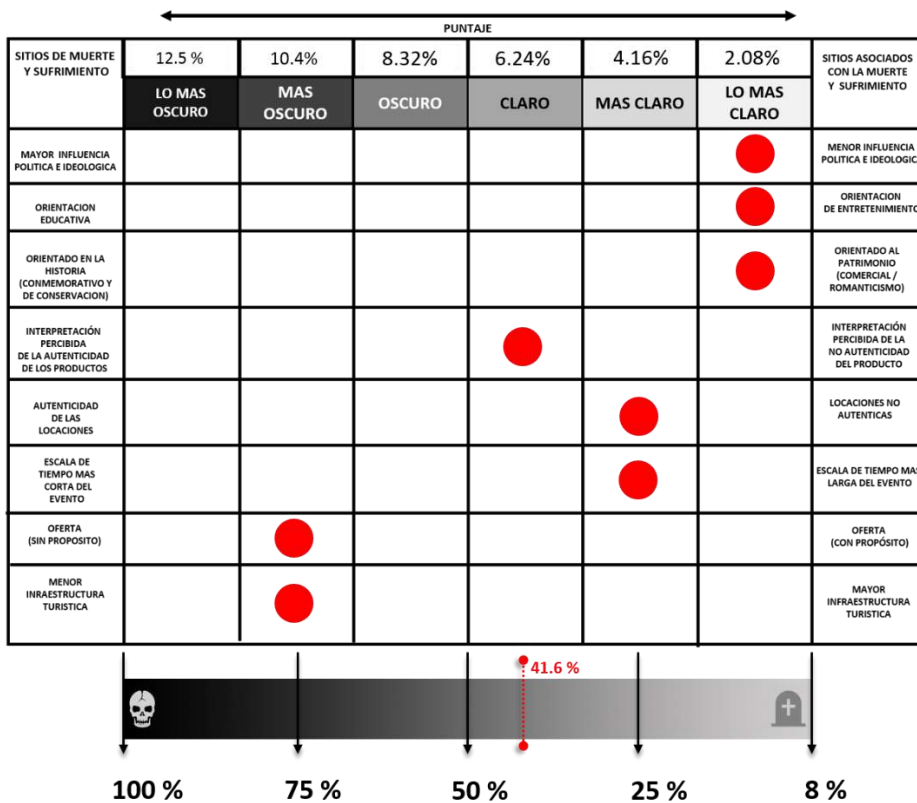 PUNTAJE
SITIOS DE MUERTE
Y SUFRIMIENTO
12.5 %
10.4%
8.32%
6.24%
4.16%
2.08%
SITIOS ASOCIADOS
CON LA MUERTE
Y SUFRIMIENTO
LO MAS
OSCURO
MAS
OSCURO
OSCURO
CLARO
MAS CLARO
LO MAS
CLARO
MAYOR INFLUENCIA
POLITICA E IDEOLOGICA
MENOR INFLUENCIA
POLITICA E IDEOLOGIC
ORIENTACION
EDUCATIVA
ORIENTACION
DE ENTRETENIMIENTO
ORIENTADO EN LA
HISTORIA
(CONMEMORATIVO Y
DE CONSERVACION)
ORIENTADO AL
PATRIMONIO
(COMERCIAL /
ROMANTICISMO)
INTERPRETACIÓN
PERCIBIDA
DE LA AUTENTICIDAD
DE LOS PRODUCTOS
INTERPRETACIÓN
PERCIBIDA DE LA
NO AUTENTICIDAD
DEL PRODUCTO
AUTENTICIDAD
DE LAS
LOCACIONES
LOCACIONES NO
AUTENTICAS
ESCALA DE
TIEMPO MAS
CORTA DEL
EVENTO
ESCALA DE TIEMPO MAS
LARGA DEL EVENTO
OFERTA
(SIN PROPOSITO)
OFERTA
(CON PROPÓSITO)
MENOR
INRAESTRUCTURA
TURISTICA
MAYOR
INFRAESTRUCTURA
TURISTICA
41.6 %
100 %
75 %
50 %
25 %
8 %